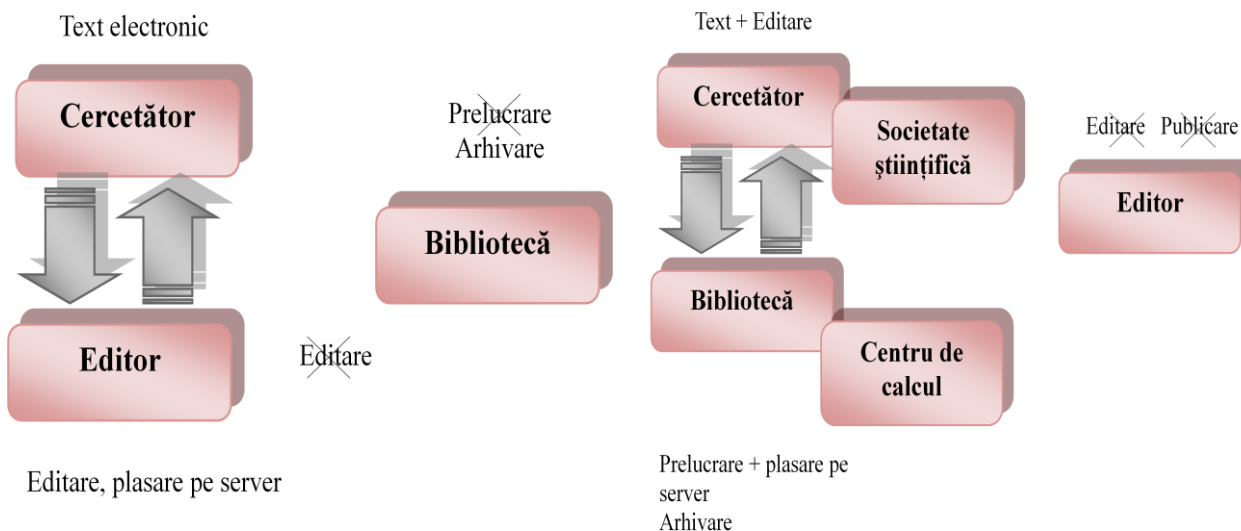 Text electronic
Cercetător
Editor
Editare
Editare, plasare pe server
Prelucrare
Arhivare
Bibliotecă
Text + Editare
Cercetător
Societate
ştiinţifică
Bibliotecă
Centru de
calcul
Prelucrare + plasare pe
server
Arhivare
Editare Publicare
Editor